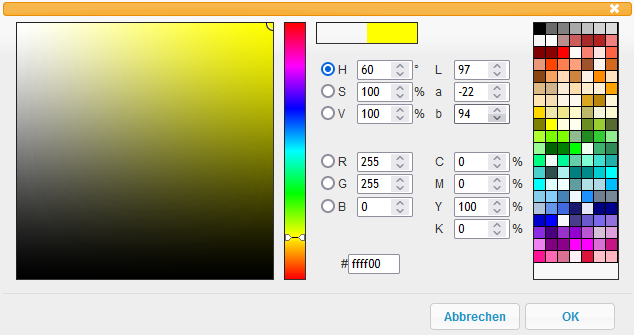 H 60 ° L 97
S 100 % a -22
V 100 % b 94
R 255 C 0 %
G 255 M 0 %
B 0 Y 100 %
K 0 %
# ffff00
Abbrechen OK